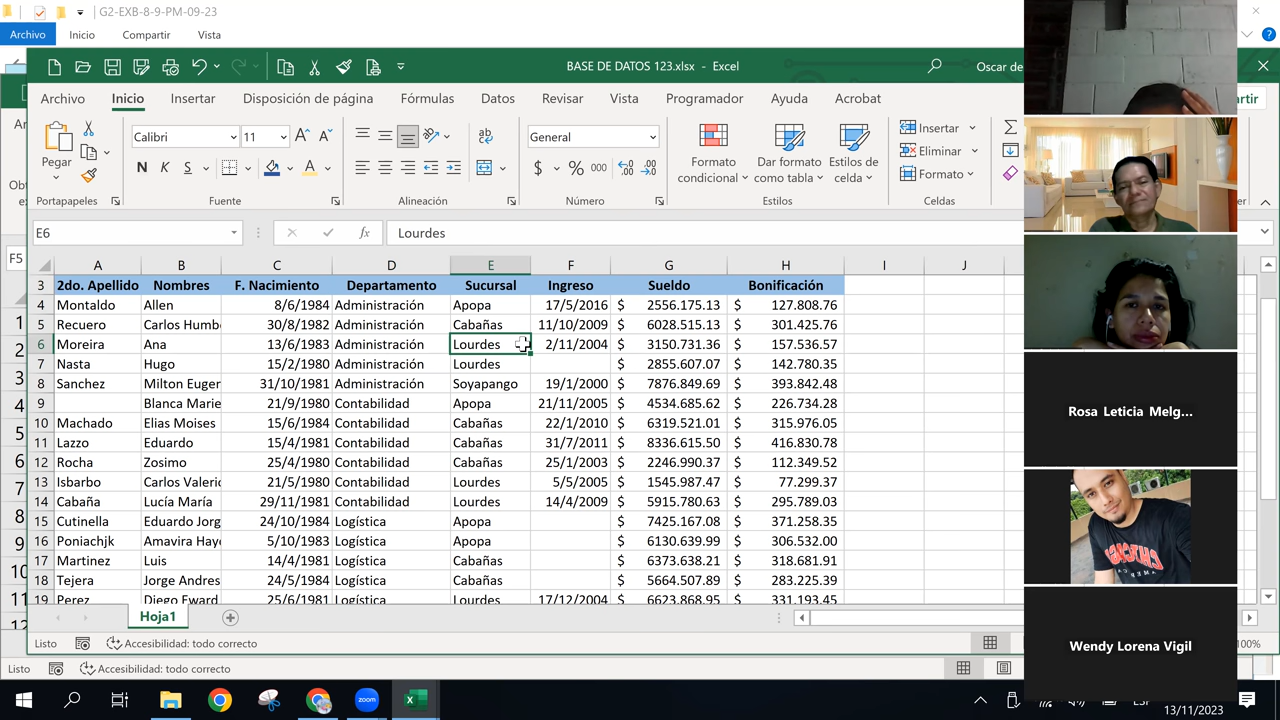 G2-EXB-8-9-PM-09-23
Archivo Inicio Compartir Vista
BASE DE DATOS 123.xlsx - Excel Oscar de
Archivo Inicio Insertar Disposición de página Fórmulas Datos Revisar Vista Programador Ayuda Acrobat
Calibri 11 General
Pegar N K S
Formato condicional Dar formato como tabla Estilos de celda
Insertar
Eliminar
Formato
Portapapeles Fuente Alineación Número Estilos Celdas
E6 Lourdes
F5
A B C D E F G H I J
3 2do. Apellido Nombres F. Nacimiento Departamento Sucursal Ingreso Sueldo Bonificación
4 Montaldo Allen 8/6/1984 Administración Apopa 17/5/2016 $ 2556.175.13 $ 127.808.76
5 Recuero Carlos Humb 30/8/1982 Administración Cabañas 11/10/2009 $ 6028.515.13 $ 301.425.76
6 Moreira Ana 13/6/1983 Administración Lourdes 2/11/2004 $ 3150.731.36 $ 157.536.57
7 Nasta Hugo 15/2/1980 Administración Lourdes $ 2855.607.07 $ 142.780.35
8 Sanchez Milton Euger 31/10/1981 Administración Soyapango 19/1/2000 $ 7876.849.69 $ 393.842.48
9 Blanca Marie 21/9/1980 Contabilidad Apopa 21/11/2005 $ 4534.685.62 $ 226.734.28
10 Machado Elias Moises 15/6/1984 Contabilidad Cabañas 22/1/2010 $ 6319.521.01 $ 315.976.05
11 Lazzo Eduardo 15/4/1981 Contabilidad Cabañas 31/7/2011 $ 8336.615.50 $ 416.830.78
12 Rocha Zosimo 25/4/1980 Contabilidad Cabañas 25/1/2003 $ 2246.990.37 $ 112.349.52
13 Isbarbo Carlos Valeri 21/5/1980 Contabilidad Lourdes 5/5/2005 $ 1545.987.47 $ 77.299.37
14 Cabaña Lucía María 29/11/1981 Contabilidad Lourdes 14/4/2009 $ 5915.780.63 $ 295.789.03
15 Cutinella Eduardo Jorg 24/10/1984 Logística Apopa $ 7425.167.08 $ 371.258.35
16 Poniachjk Amavira Hay 5/10/1983 Logística Apopa $ 6130.639.99 $ 306.532.00
17 Martinez Luis 14/4/1981 Logística Cabañas $ 6373.638.21 $ 318.681.91
18 Tejera Jorge Andres 24/5/1984 Logística Cabañas $ 5664.507.89 $ 283.225.39
19 Perez Diego Eward 25/6/1981 Logística Lourdes 17/12/2004 $ 6623.868.95 $ 331.193.45
Hoja1
Listo Accesibilidad: todo correcto 100%
Listo Accesibilidad: todo correcto
Rosa Leticia Melg...
CHICAGO
Wendy Lorena Vigil
zoom
ESP
13/11/2023